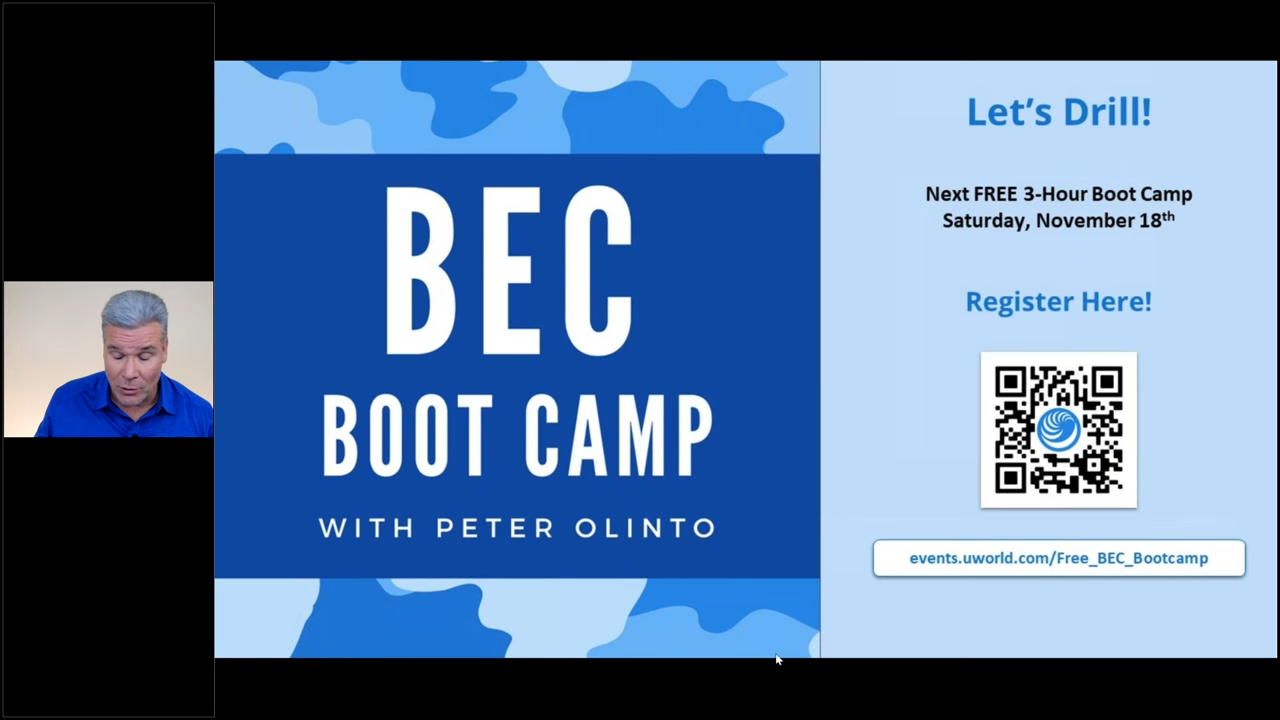 BEC
BOOT CAMP
WITH PETER OLINTO
Let's Drill!
Next FREE 3-Hour Boot Camp
Saturday, November 18th
Register Here!
events.uworld.com/Free_BEC_Bootcamp